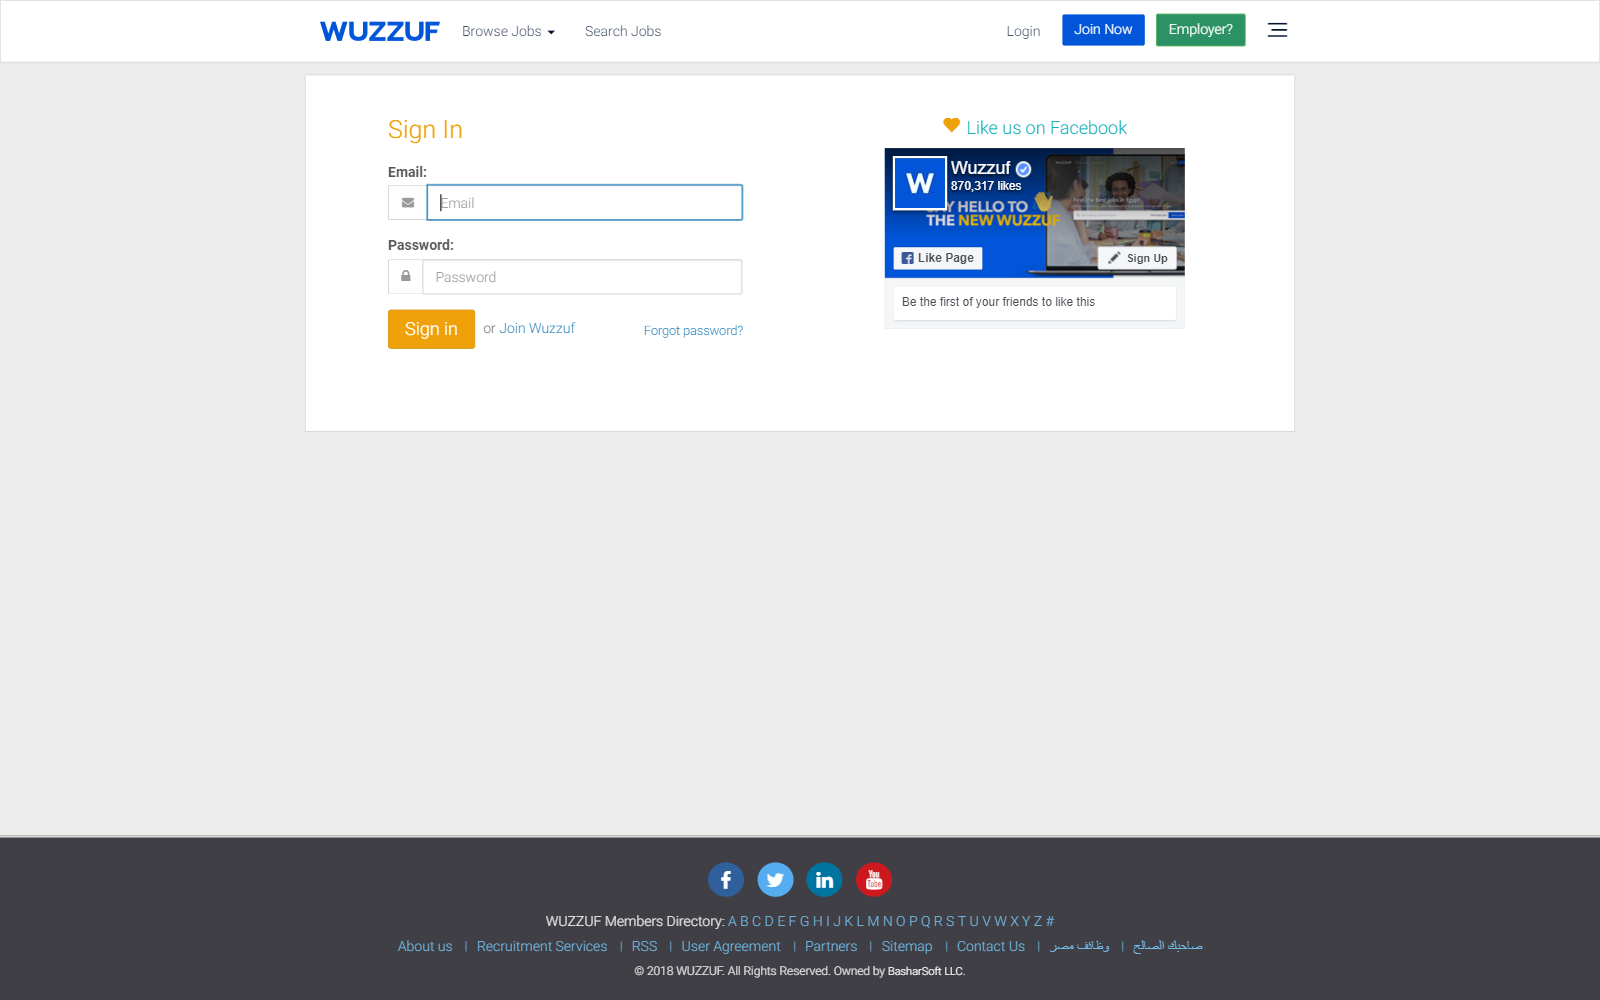 WUZZUF Browse Jobs Search Jobs Login Join Now Employer?
Sign In
Email:
Email
Password:
Password
Sign in or Join Wuzzuf Forgot password?
Like us on Facebook
W Wuzzuf
870,317 likes
HELLO TO
THE NEW WUZZUF
Like Page Sign Up
Be the first of your friends to like this
You
Tube
WUZZUF Members Directory: A B C D E F G H I J K L M N O P Q R S T U V W X Y Z #
About us | Recruitment Services | RSS | User Agreement | Partners | Sitemap | Contact Us | وظائف مصر | صاحبك الصالح
© 2018 WUZZUF. All Rights Reserved. Owned by BasharSoft LLC.